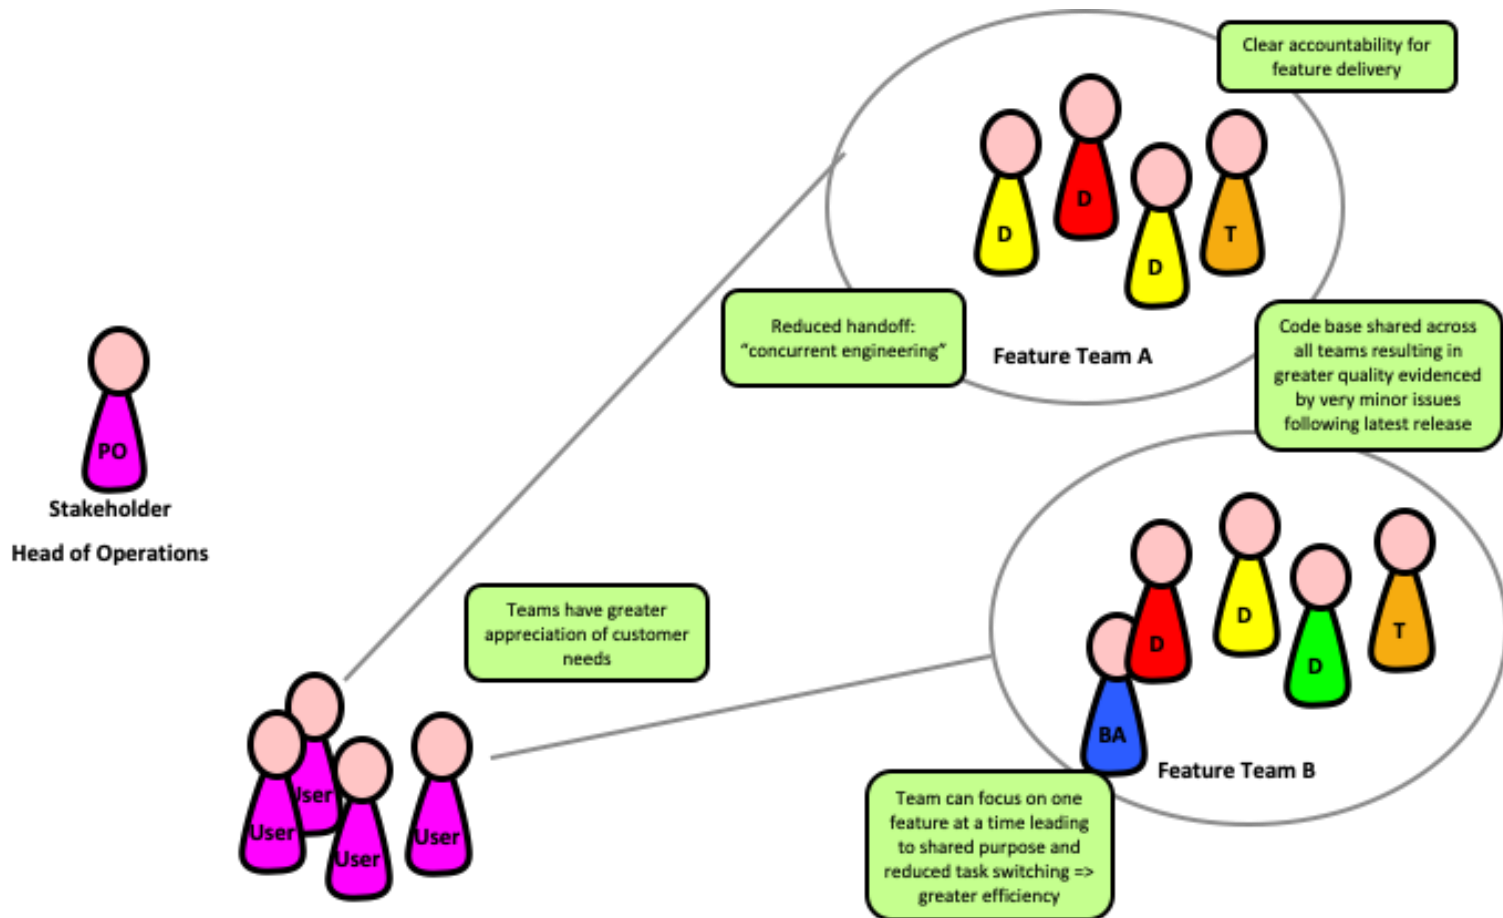 Clear accountability for
feature delivery
D
D
D
T
Reduced handoff:
“concurrent engineering”
Feature Team A
Code base shared across
all teams resulting in
greater quality evidenced
by very minor issues
following latest release
PO
Stakeholder
Head of Operations
Teams have greater
appreciation of customer
needs
D
D
D
T
BA
Feature Team B
User
User
User
User
Team can focus on one
feature at a time leading
to shared purpose and
reduced task switching =>
greater efficiency